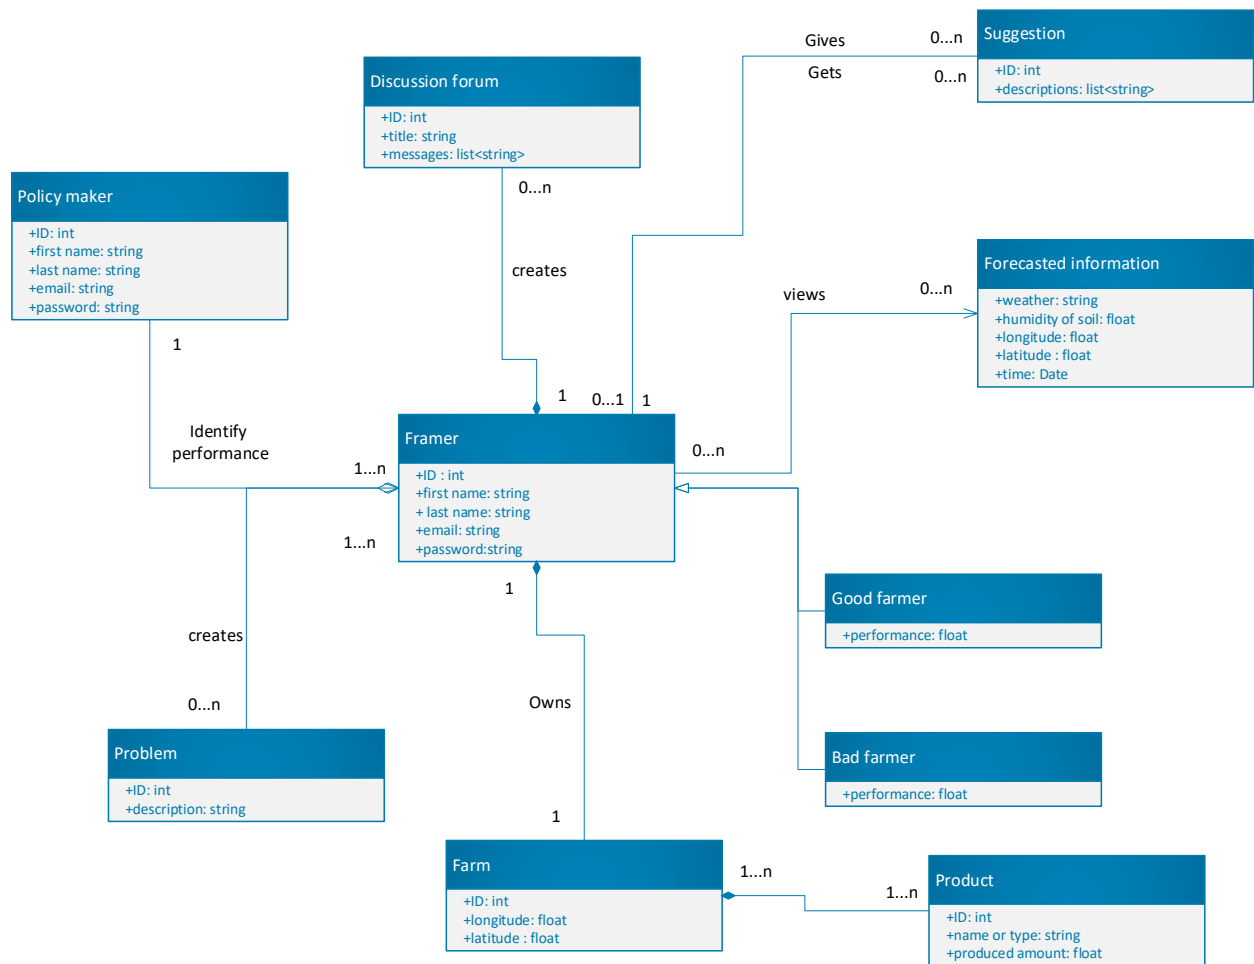 Suggestion
+ID: int
+descriptions: list<string>
Gives
0...n
Gets
0...n
Discussion forum
+ID: int
+title: string
+messages: list<string>
0...n
creates
1
Policy maker
+ID: int
+first name: string
+last name: string
+email: string
+password: string
1
Identify
performance
1...n
Forecasted information
+weather: string
+humidity of soil: float
+longitude: float
+latitude : float
+time: Date
views
0...n
0...1
1
0...n
Framer
+ID : int
+first name: string
+ last name: string
+email: string
+password:string
1...n
1
creates
0...n
Problem
+ID: int
+description: string
Owns
1
Good farmer
+performance: float
Bad farmer
+performance: float
Farm
+ID: int
+longitude: float
+latitude : float
1...n
1...n
Product
+ID: int
+name or type: string
+produced amount: float